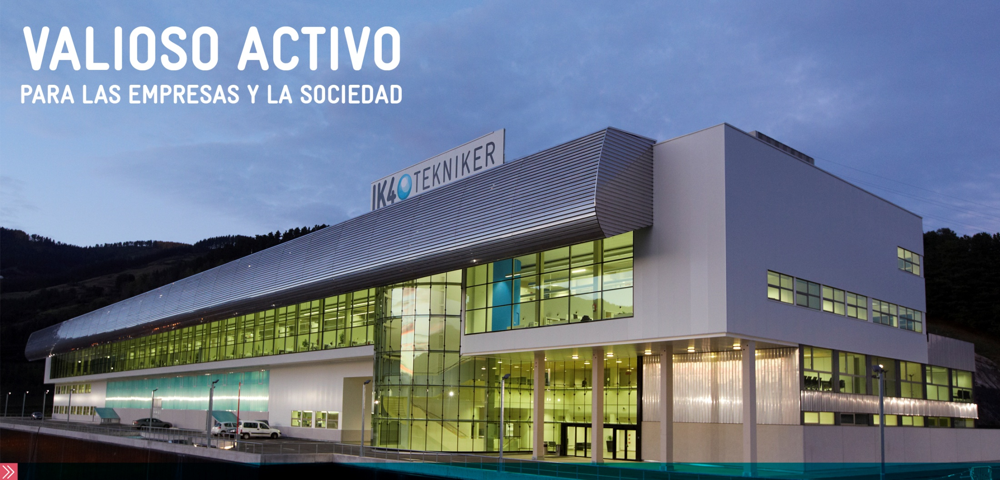 VALIOSO ACTIVO
PARA LAS EMPRESAS Y LA SOCIEDAD
IK4 TEKNIKER